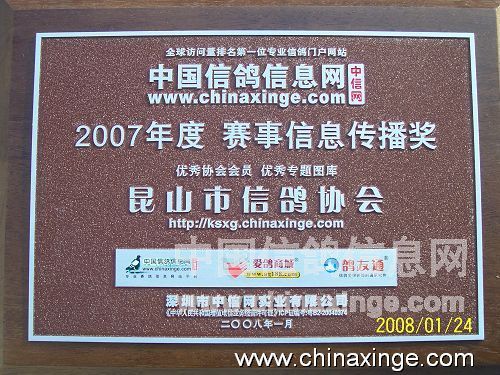 全球访问量排名第一位专业信鸽门户网站
中国信鸽信息网 中信网
www.chinaxinge.com
2007年度 赛事信息传播奖
优秀协会会员 优秀专题图库
昆山市信鸽协会
http://ksxg.chinaxinge.com
中国信鸽信息网 爱鸽商城 鸽友通
深圳市中信网实业有限公司
二〇〇八年一月
中国信鸽信息网
www.chinaxinge.com
2008/01/24
www.chinaxinge.com